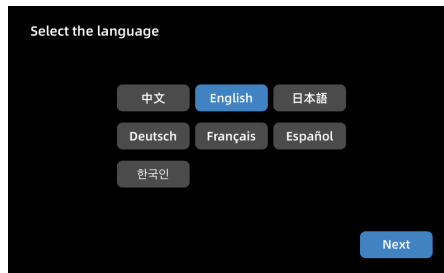 Select the language
中文 English 日本語
Deutsch Français Español
한국인
Next